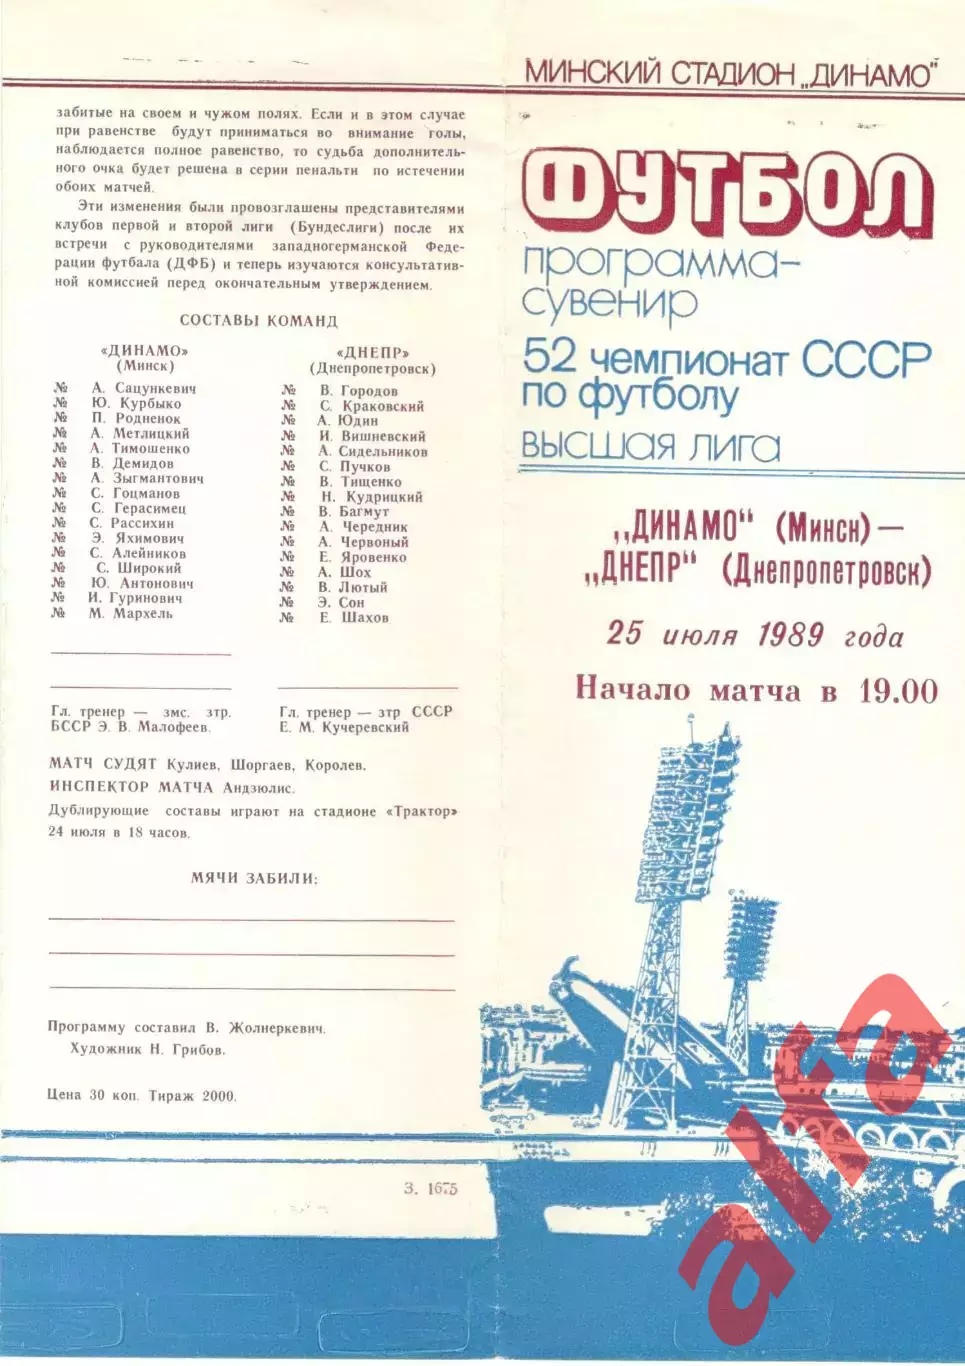 забитые на своем и чужом полях. Если и в этом случае
при равенстве будут приниматься во внимание голы,
наблюдается полное равенство, то судьба дополнитель-
ного очка будет решена в серии пенальти по истечении
обоих матчей.
Эти изменения были провозглашены представителями
клубов первой и второй лиги (Бундеслиги) после их
встречи с руководителями западногерманской Феде-
рации футбола (ДФБ) и теперь изучаются консультатив-
ной комиссией перед окончательным утверждением.
СОСТАВЫ КОМАНД
«ДИНАМО»
(Минск)
№ А. Сацункевич
№ Ю. Курбыко
№ П. Родненок
№ А. Метлицкий
№ А. Тимошенко
№ В. Демидов
№ А. Зыгмантович
№ С. Гоцманов
№ С. Герасимец
№ С. Рассихин
№ Э. Яхимович
№ С. Алейников
№ С. Широкий
№ Ю. Антонович
№ И. Гуринович
№ М. Мархель
Гл. тренер — змс. зтр.
БССР Э. В. Малофеев.
«ДНЕПР»
(Днепропетровск)
№ В. Городов
№ С. Краковский
№ А. Юдин
№ И. Вишневский
№ А. Сидельников
№ С. Пучков
№ В. Тищенко
№ Н. Кудрицкий
№ В. Багмут
№ А. Чередник
№ А. Червоный
№ Е. Яровенко
№ А. Шох
№ В. Лютый
№ Э. Сон
№ Е. Шахов
Гл. тренер — зтр СССР
Е. М. Кучеревский
МАТЧ СУДЯТ Кулиев, Шоргаев, Королев.
ИНСПЕКТОР МАТЧА Андзюлис.
Дублирующие составы играют на стадионе «Трактор»
24 июля в 18 часов.
МЯЧИ ЗАБИЛИ:
Программу составил В. Жолнеркевич.
Художник Н. Грибов.
Цена 30 коп. Тираж 2000.
З. 1675
МИНСКИЙ СТАДИОН „ДИНАМО"
ФУТБОЛ
программа-
сувенир
52 чемпионат СССР
по футболу
высшая лига
„ДИНАМО" (Минск) —
„ДНЕПР" (Днепропетровск)
25 июля 1989 года
Начало матча в 19.00
alfa